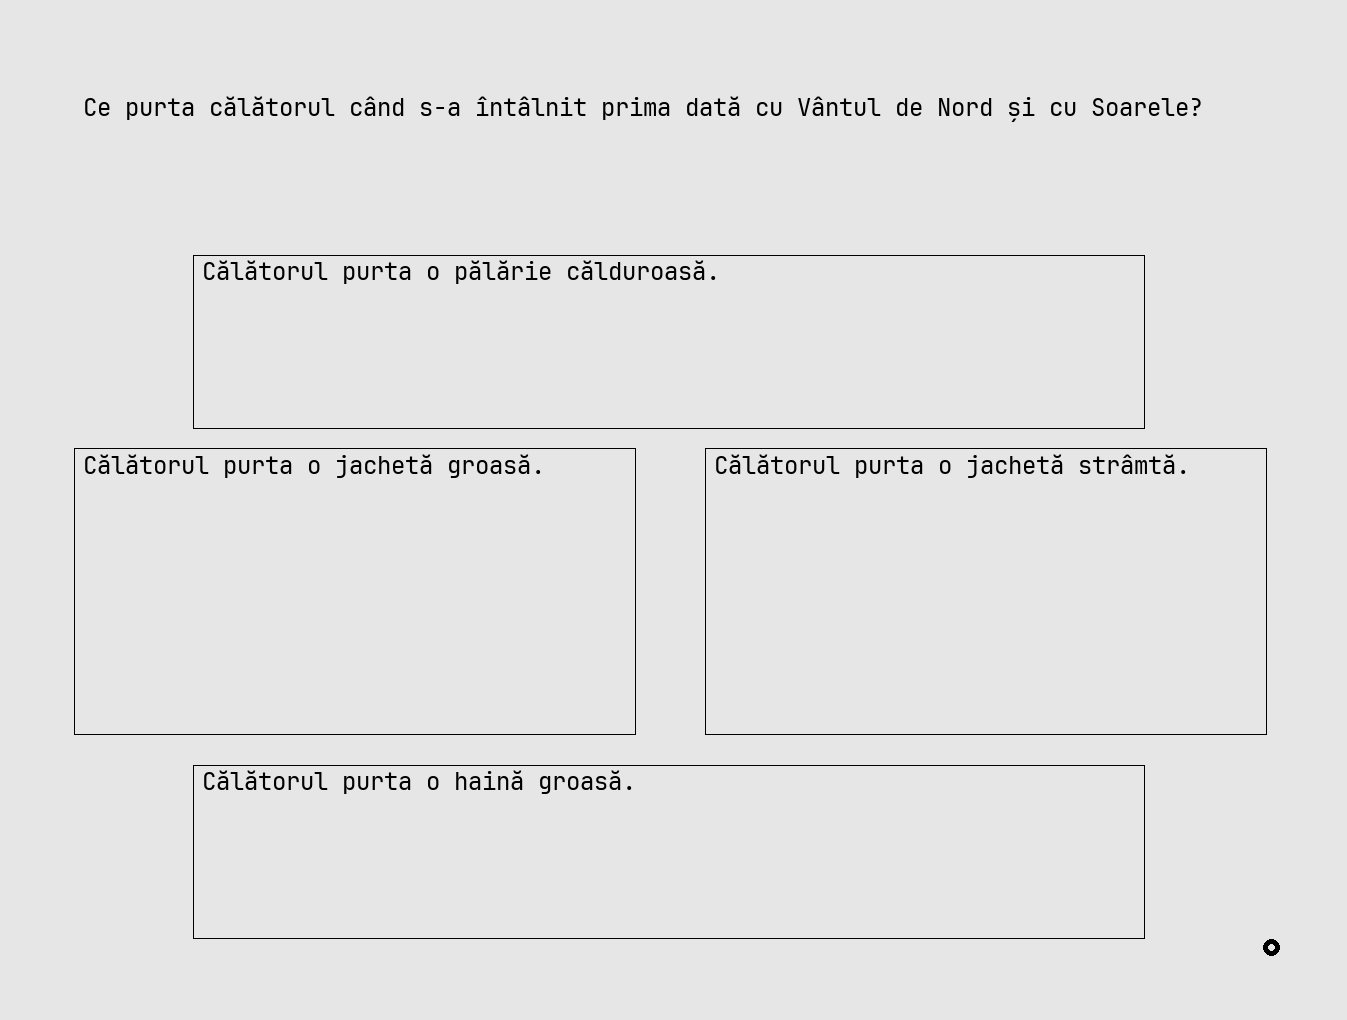 Ce purta călătorul când s-a întâlnit prima dată cu Vântul de Nord și cu Soarele?
Călătorul purta o pălărie călduroasă.
Călătorul purta o jachetă groasă.
Călătorul purta o jachetă strâmtă.
Călătorul purta o haină groasă.